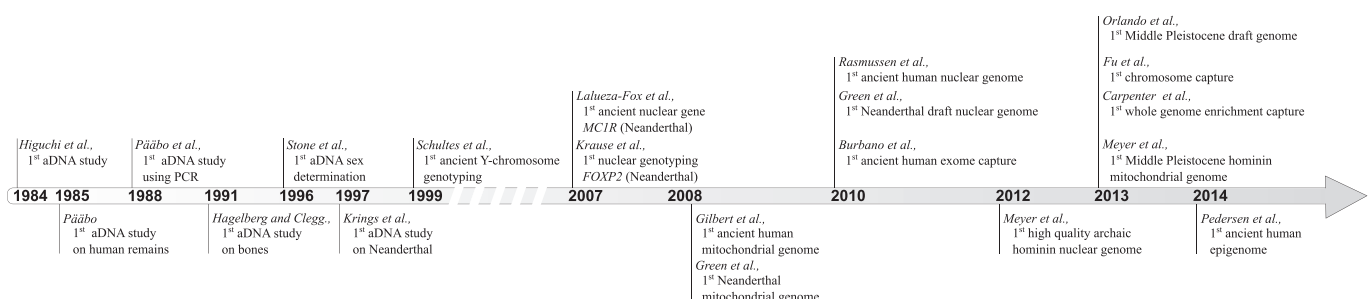 Orlando et al.,
1st Middle Pleistocene draft genome
Rasmussen et al.,
1st ancient human nuclear genome
Fu et al.,
1st chromosome capture
Lalueza-Fox et al.,
1st ancient nuclear gene
MC1R (Neanderthal)
Green et al.,
1st Neanderthal draft nuclear genome
Carpenter et al.,
1st whole genome enrichment capture
Higuchi et al.,
1st aDNA study
Pääbo et al.,
1st aDNA study
using PCR
Stone et al.,
1st aDNA sex
determination
Schultes et al.,
1st ancient Y-chromosome
genotyping
Krause et al.,
1st nuclear genotyping
FOXP2 (Neanderthal)
Burbano et al.,
1st ancient human exome capture
Meyer et al.,
1st Middle Pleistocene hominin
mitochondrial genome
1984 1985 1988 1991 1996 1997 1999 2007 2008 2010 2012 2013 2014
Pääbo
1st aDNA study
on human remains
Hagelberg and Clegg.,
1st aDNA study
on bones
Krings et al.,
1st aDNA study
on Neanderthal
Gilbert et al.,
1st ancient human
mitochondrial genome
Green et al.,
1st Neanderthal
mitochondrial genome
Meyer et al.,
1st high quality archaic
hominin nuclear genome
Pedersen et al.,
1st ancient human
epigenome